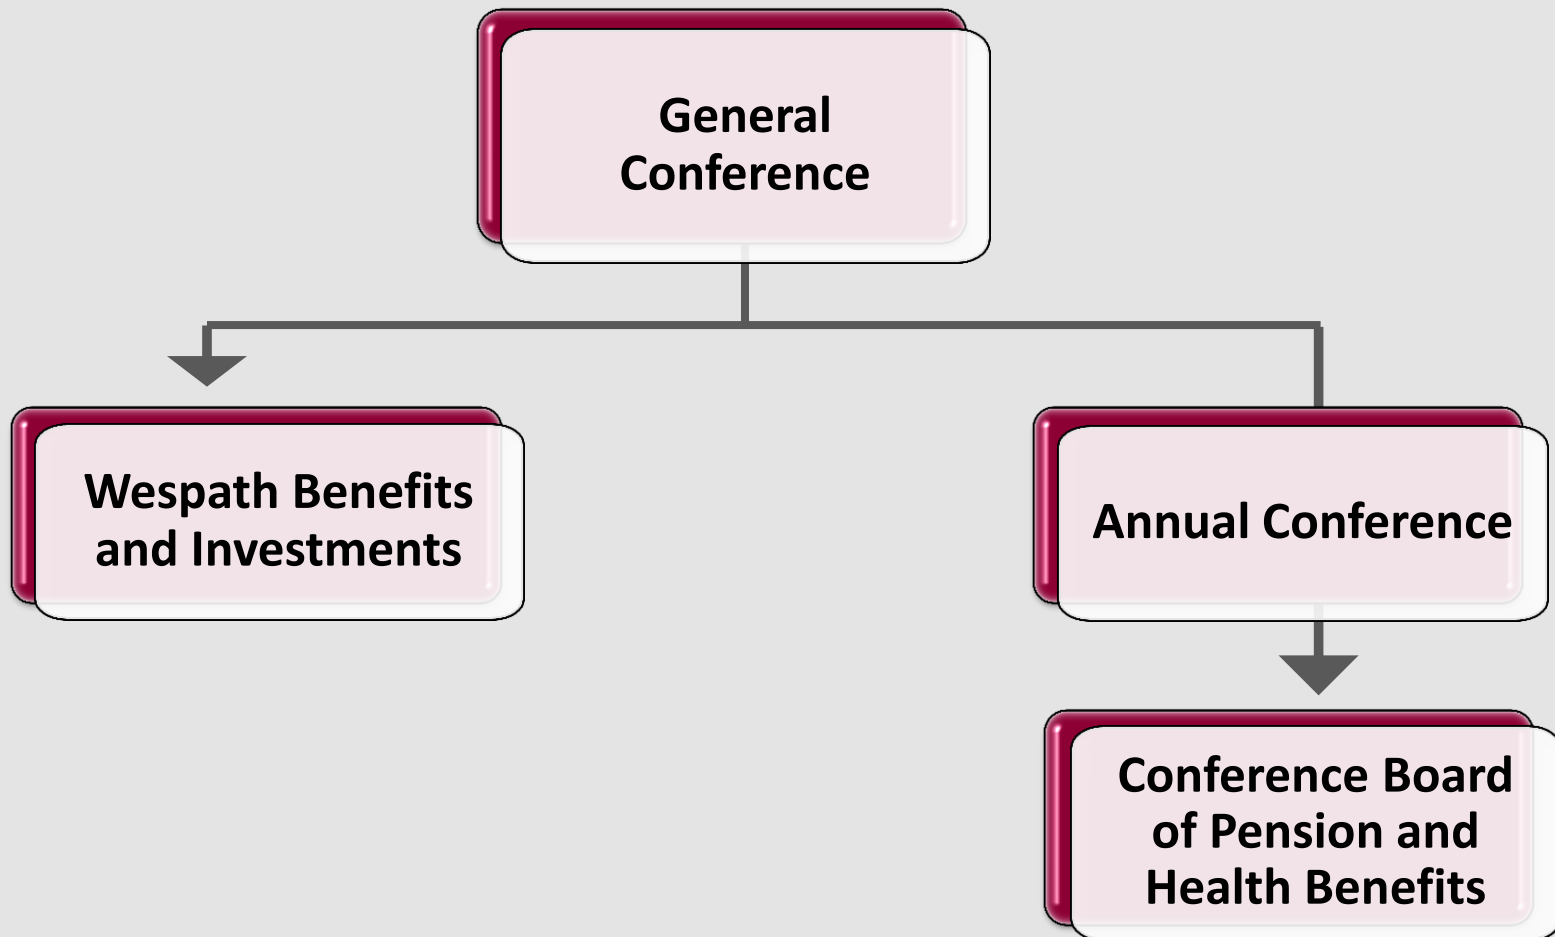 General
Conference
Wespath Benefits
and Investments
Annual Conference
Conference Board
of Pension and
Health Benefits